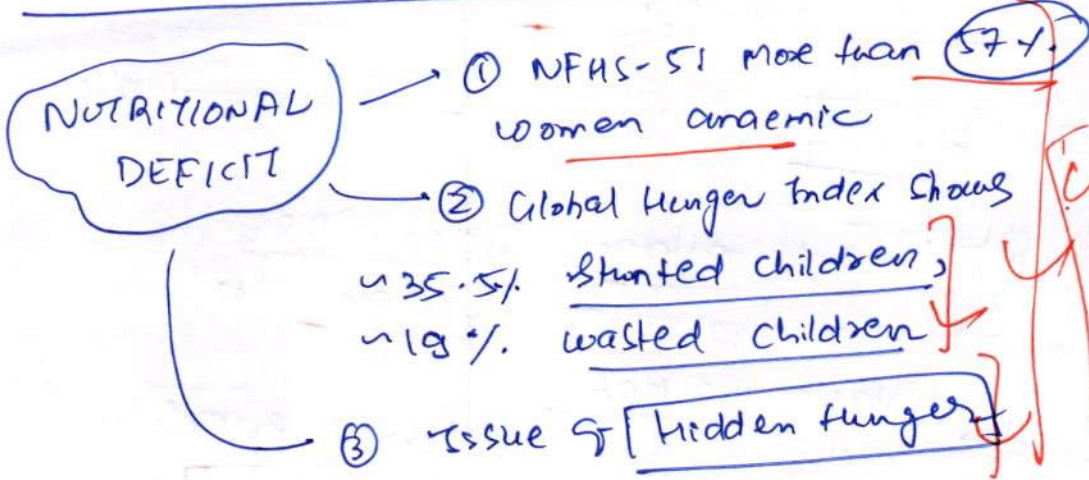 NUTRITIONAL
DEFICIT
① NFHS-5: More than 57%
women anaemic
② Global Hunger Index Shows
~35.5% Stunted children,
~19% wasted children
③ Issue of Hidden Hunger